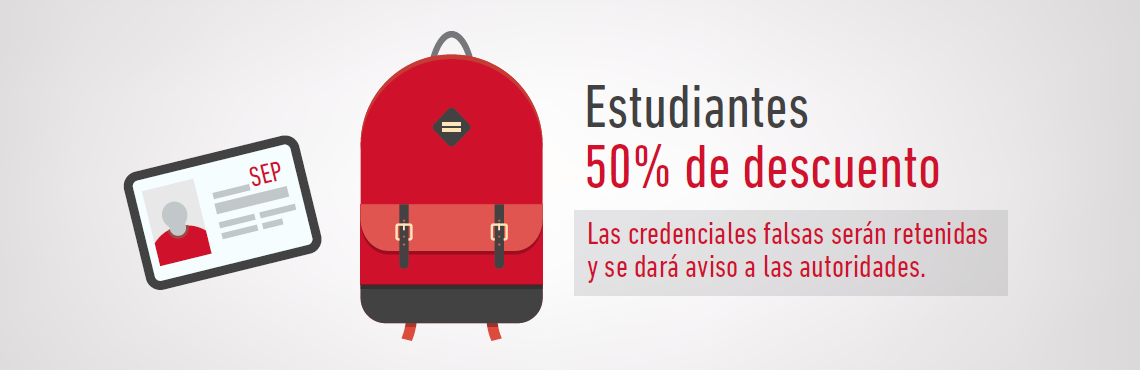 SEP
Estudiantes
50% de descuento
Las credenciales falsas serán retenidas
y se dará aviso a las autoridades.